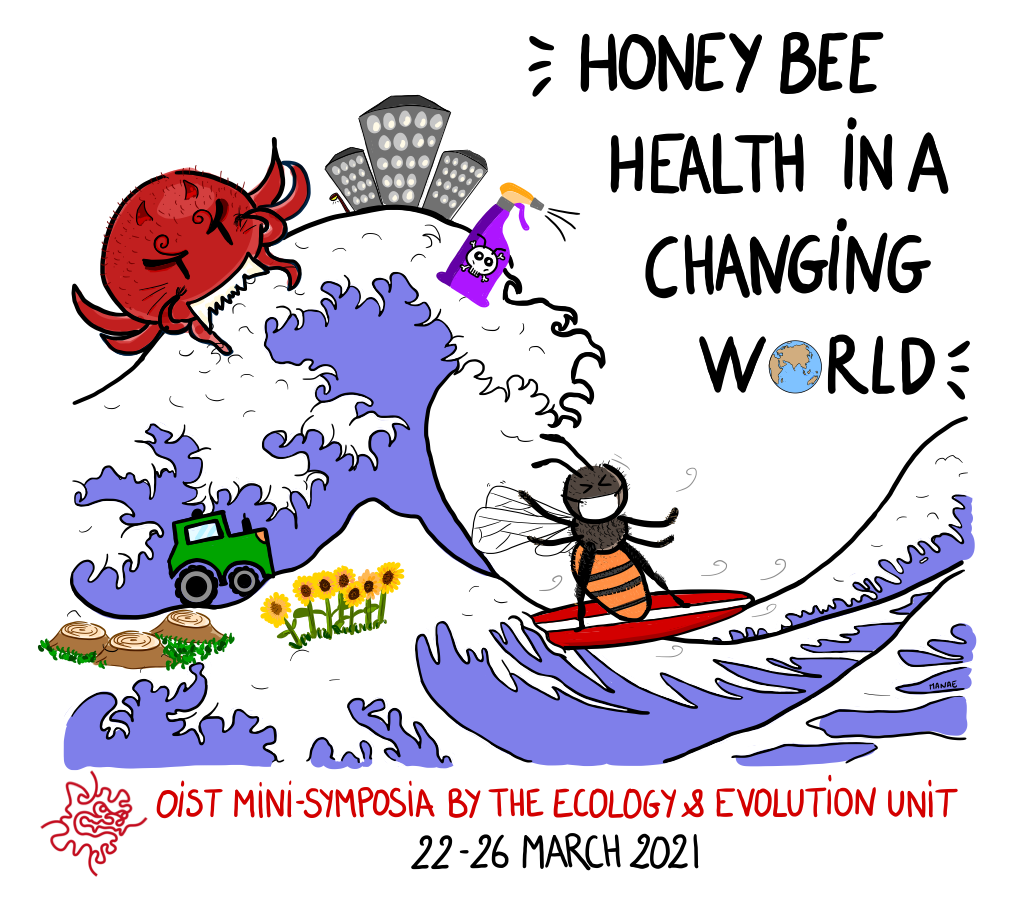 HONEY BEE
HEALTH IN A
CHANGING
WORLD
MANAE
OIST MINI-SYMPOSIA BY THE ECOLOGY & EVOLUTION UNIT
22-26 MARCH 2021